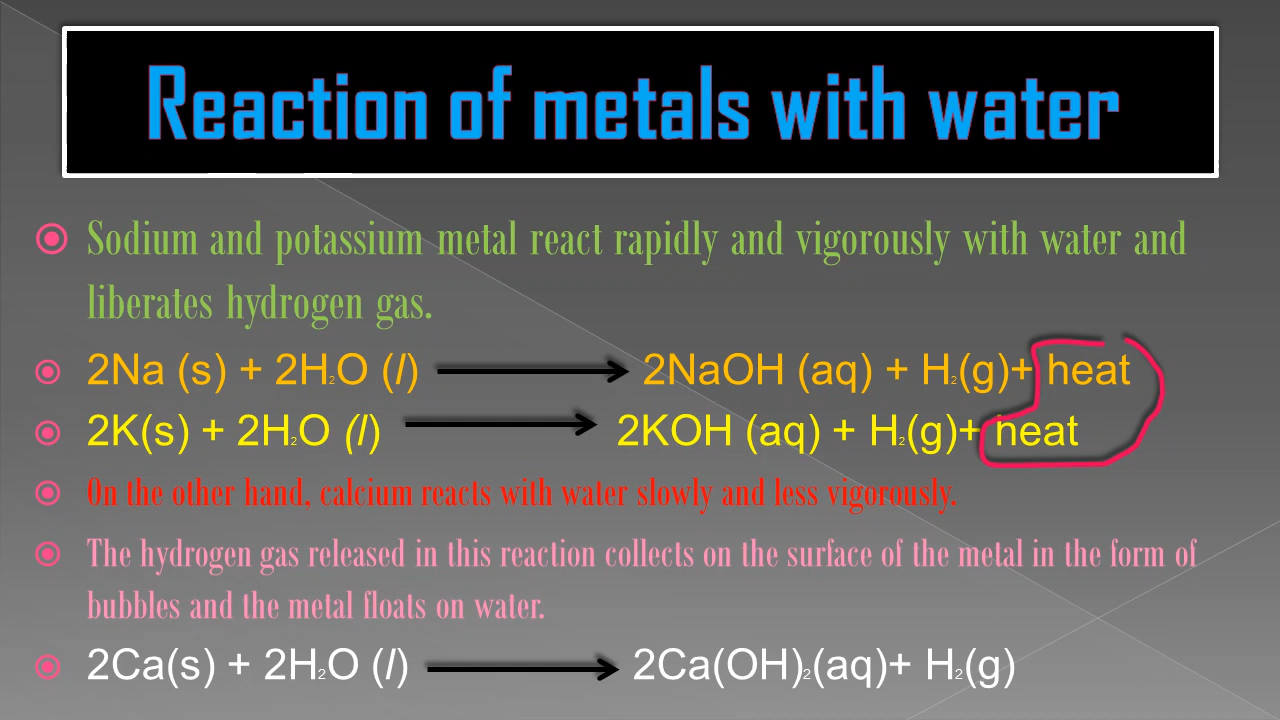 Reaction of metals with water
Sodium and potassium metal react rapidly and vigorously with water and
liberates hydrogen gas.
2Na (s) + 2H₂O (l) ⟶ 2NaOH (aq) + H₂(g)+ heat
2K(s) + 2H₂O (l) ⟶ 2KOH (aq) + H₂(g)+ heat
On the other hand, calcium reacts with water slowly and less vigorously.
The hydrogen gas released in this reaction collects on the surface of the metal in the form of
bubbles and the metal floats on water.
2Ca(s) + 2H₂O (l) ⟶ 2Ca(OH)₂(aq)+ H₂(g)